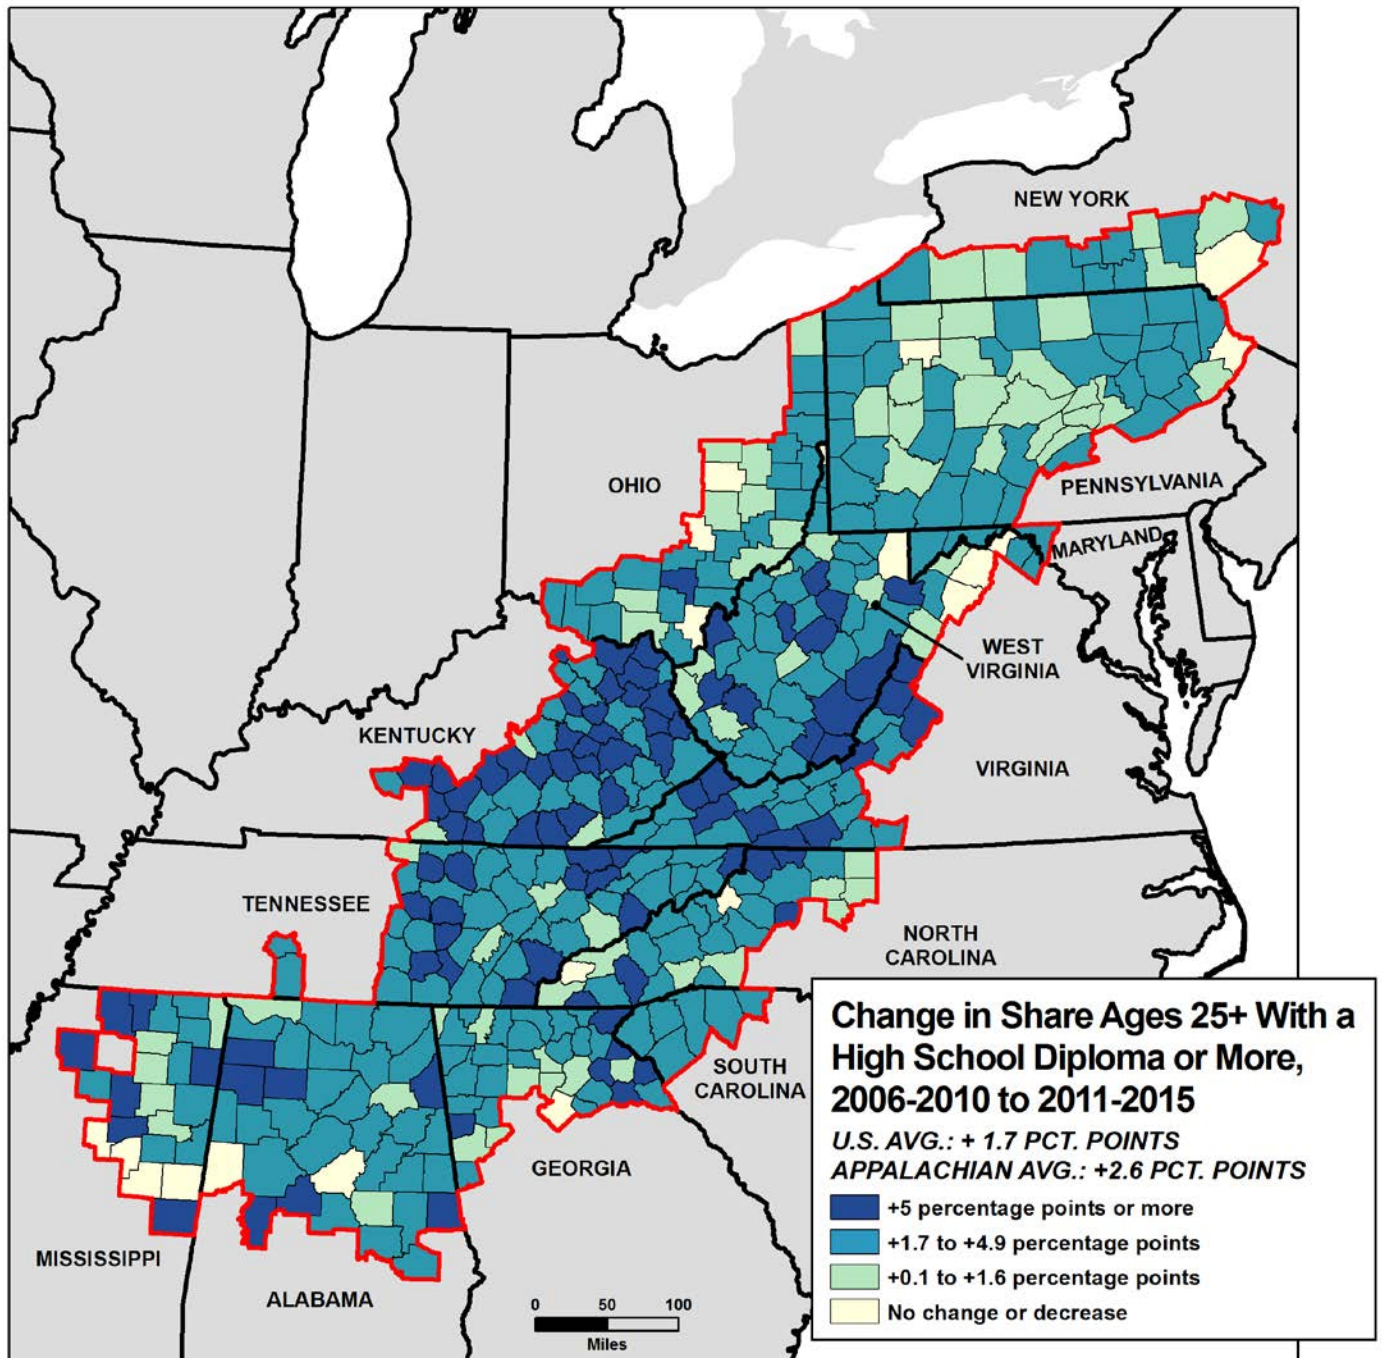 NEW YORK
OHIO
PENNSYLVANIA
MARYLAND
WEST
VIRGINIA
KENTUCKY
VIRGINIA
TENNESSEE
NORTH
CAROLINA
SOUTH
CAROLINA
GEORGIA
MISSISSIPPI
ALABAMA
Change in Share Ages 25+ With a
High School Diploma or More,
2006-2010 to 2011-2015
U.S. AVG.: + 1.7 PCT. POINTS
APPALACHIAN AVG.: +2.6 PCT. POINTS
+5 percentage points or more
+1.7 to +4.9 percentage points
+0.1 to +1.6 percentage points
No change or decrease
0 50 100
Miles